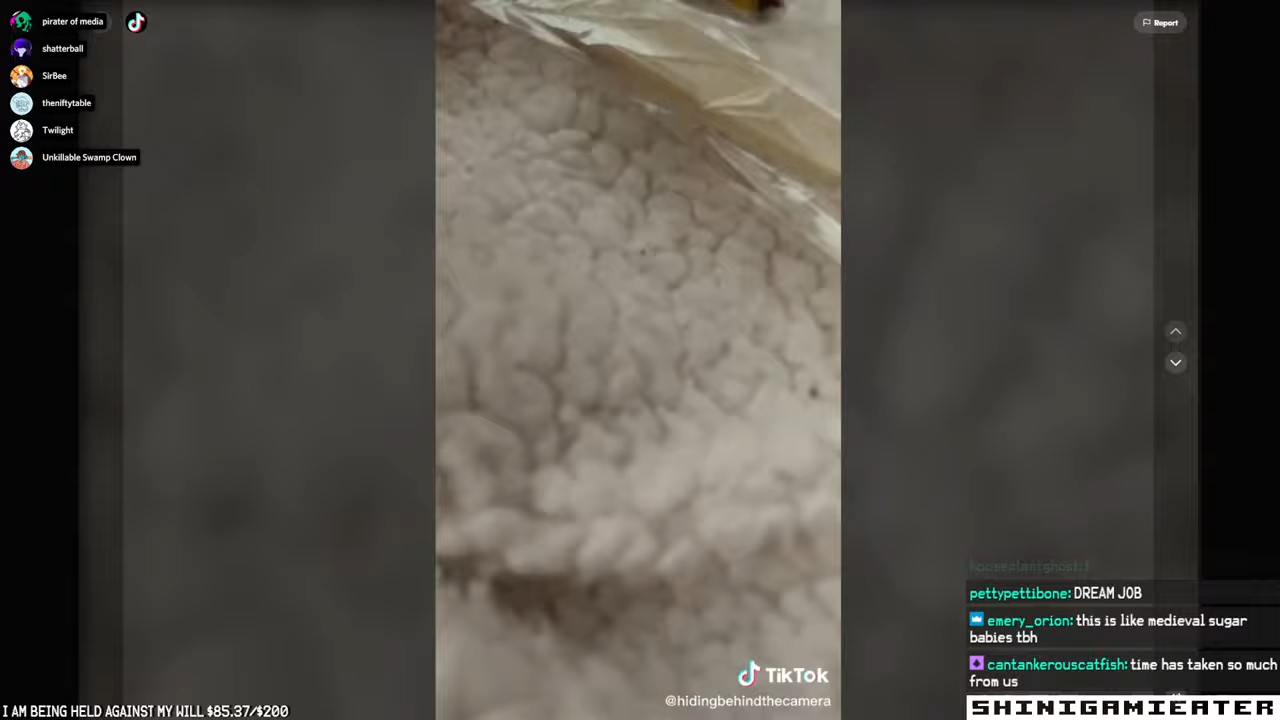 pirater of media
shatterball
SirBee
theniftytable
Twilight
Unkillable Swamp Clown
Report
pettypettibone: DREAM JOB
emery_orion: this is like medieval sugar
babies tbh
cantankerouscatfish: time has taken so much
from us
TikTok
@hidingbehindthecamera
I AM BEING HELD AGAINST MY WILL $85.37/$200
SHINIGAMIEATER